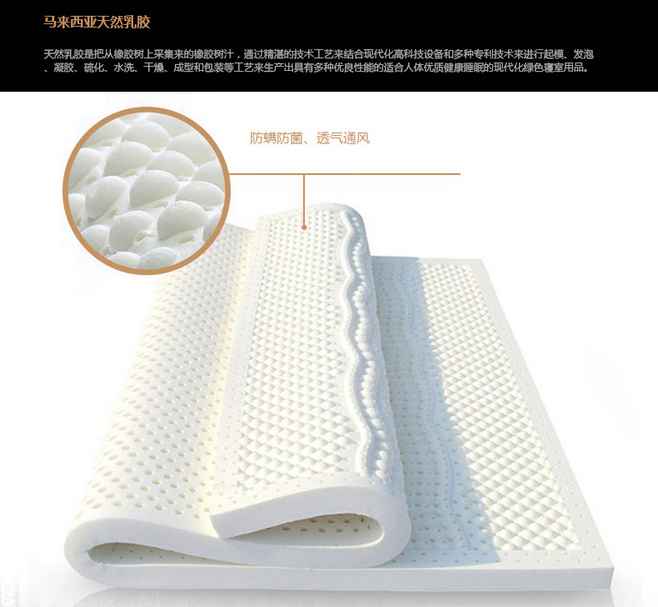 马来西亚天然乳胶
天然乳胶是把从橡胶树上采集来的橡胶树汁，通过精湛的技术工艺来结合现代化高科技设备和多种专利技术来进行起模、发泡
、凝胶、硫化、水洗、干燥、成型和包装等工艺来生产出具有多种优良性能的适合人体优质健康睡眠的现代化绿色寝室用品。
防螨防菌、透气通风